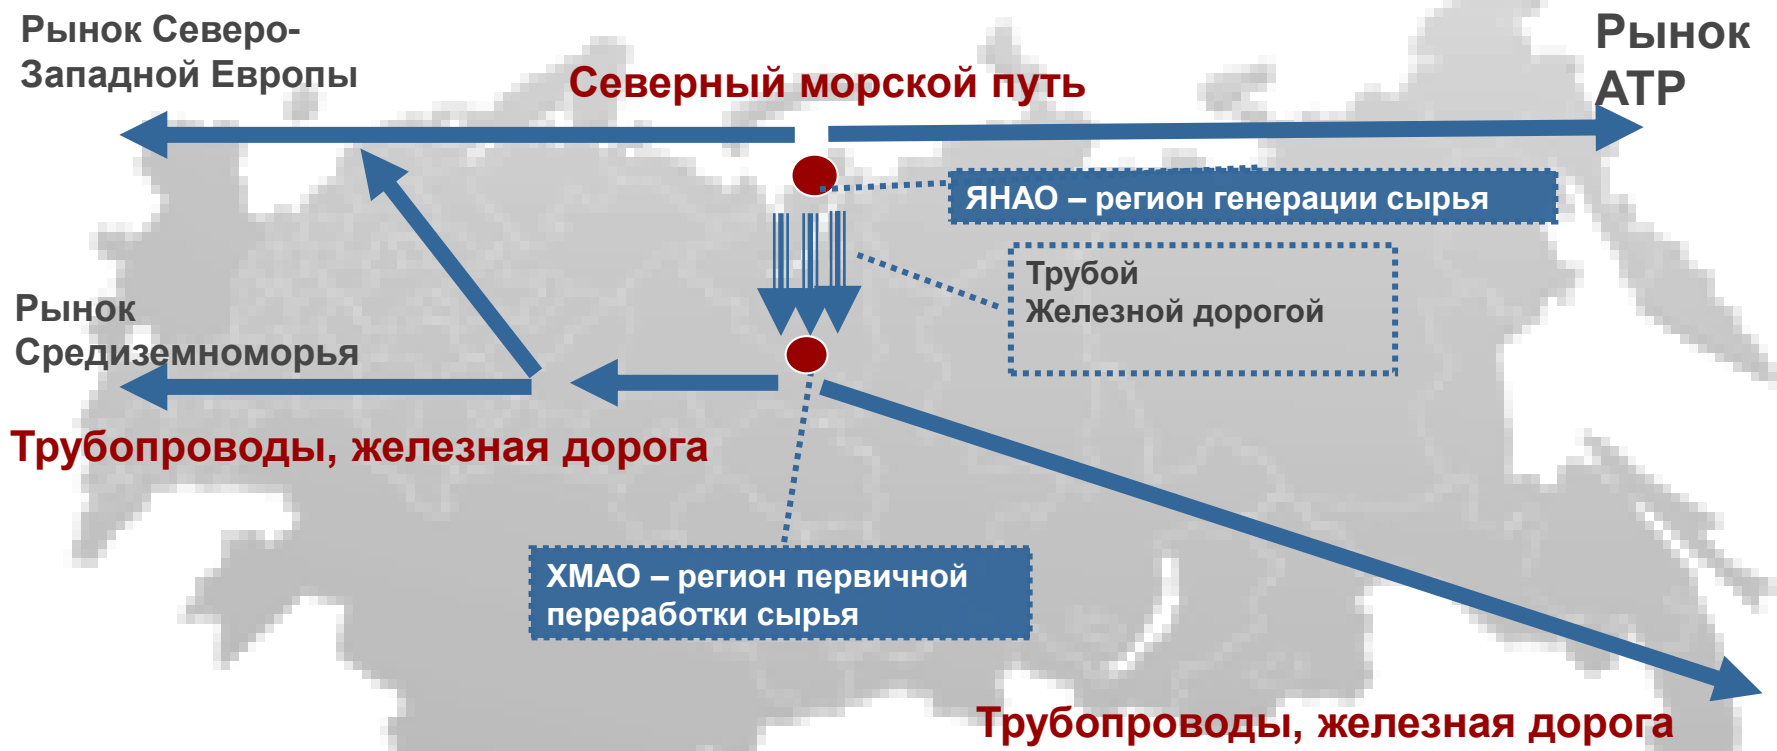 Рынок Северо-
Западной Европы
Северный морской путь
Рынок
АТР
ЯНАО – регион генерации сырья
Трубой
Железной дорогой
Рынок
Средиземноморья
Трубопроводы, железная дорога
ХМАО – регион первичной
переработки сырья
Трубопроводы, железная дорога